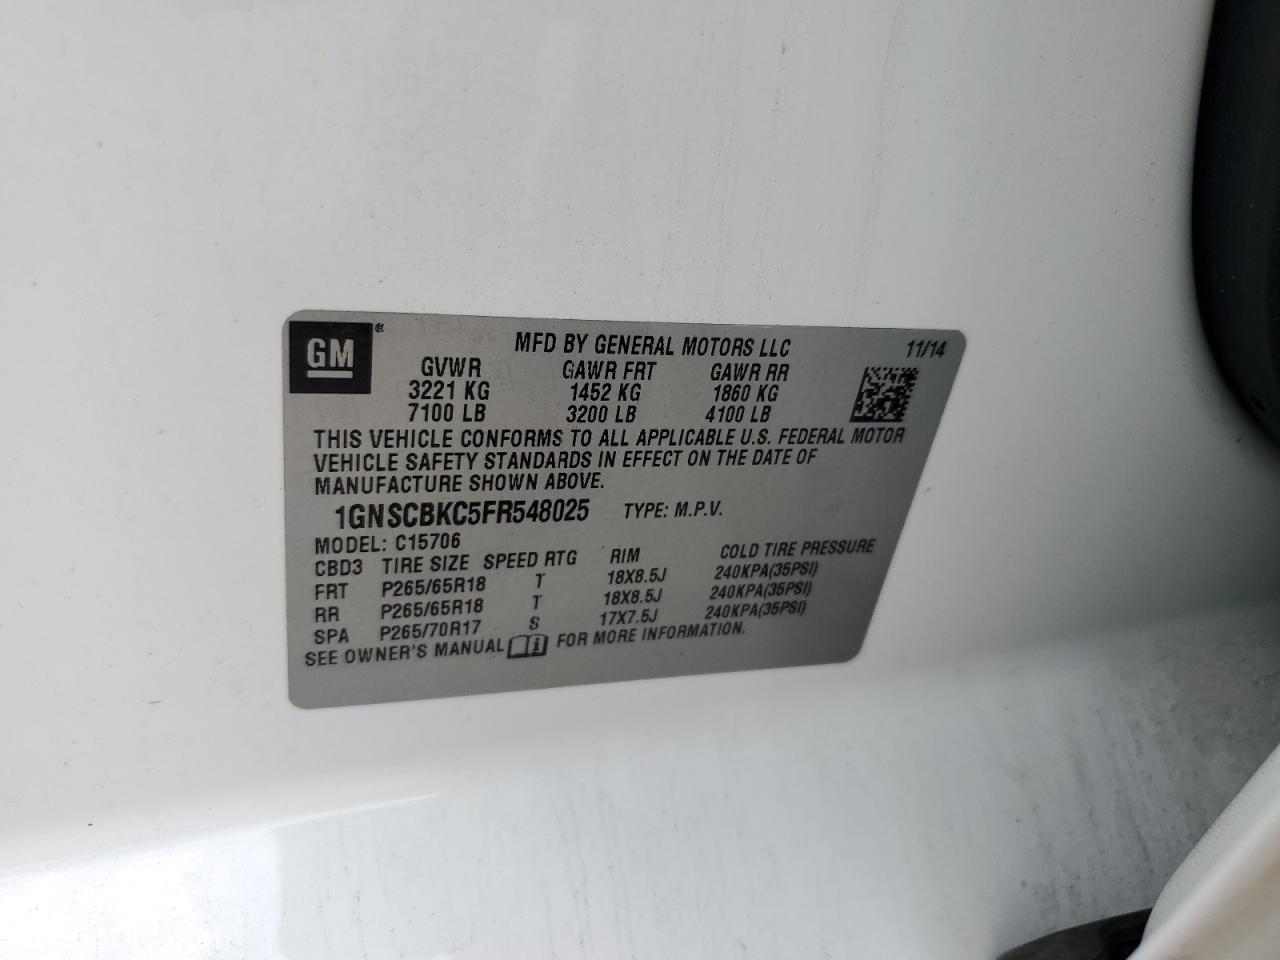 GM ®
MFD BY GENERAL MOTORS LLC 11/14
GVWR GAWR FRT GAWR RR
3221 KG 1452 KG 1860 KG
7100 LB 3200 LB 4100 LB
THIS VEHICLE CONFORMS TO ALL APPLICABLE U.S. FEDERAL MOTOR
VEHICLE SAFETY STANDARDS IN EFFECT ON THE DATE OF
MANUFACTURE SHOWN ABOVE.
1GNSCBKC5FR548025 TYPE: M.P.V.
MODEL: C15706
CBD3 TIRE SIZE SPEED RTG RIM COLD TIRE PRESSURE
FRT P265/65R18 T 18X8.5J 240KPA(35PSI)
RR P265/65R18 T 18X8.5J 240KPA(35PSI)
SPA P265/70R17 S 17X7.5J 240KPA(35PSI)
SEE OWNER'S MANUAL i FOR MORE INFORMATION.